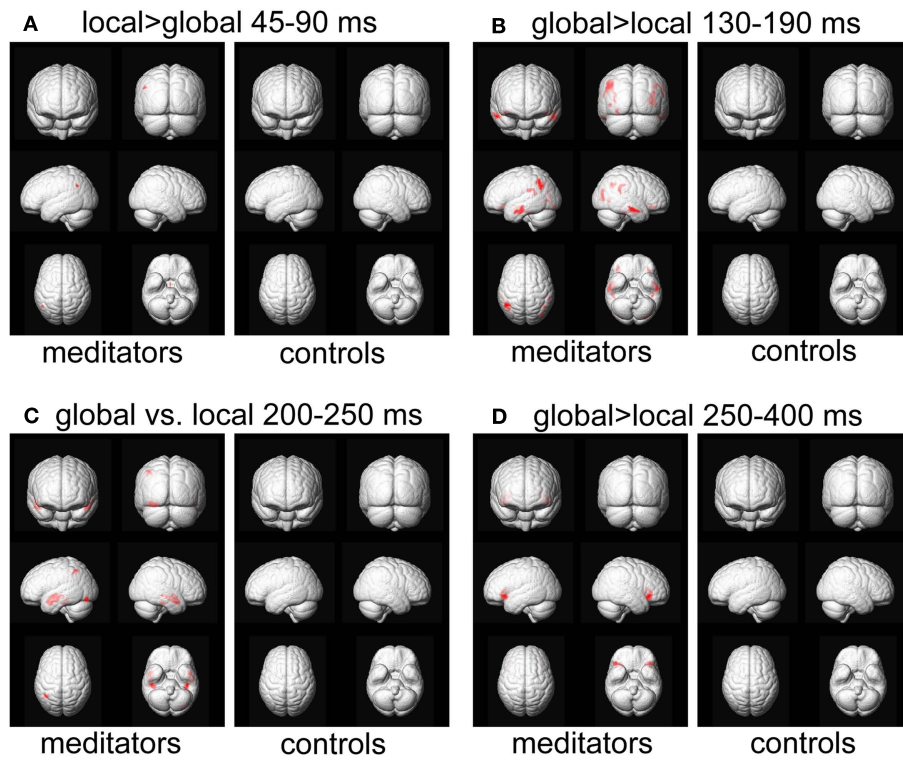 A local>global 45-90 ms
B global>local 130-190 ms
meditators controls
meditators controls
C global vs. local 200-250 ms
D global>local 250-400 ms
meditators controls
meditators controls